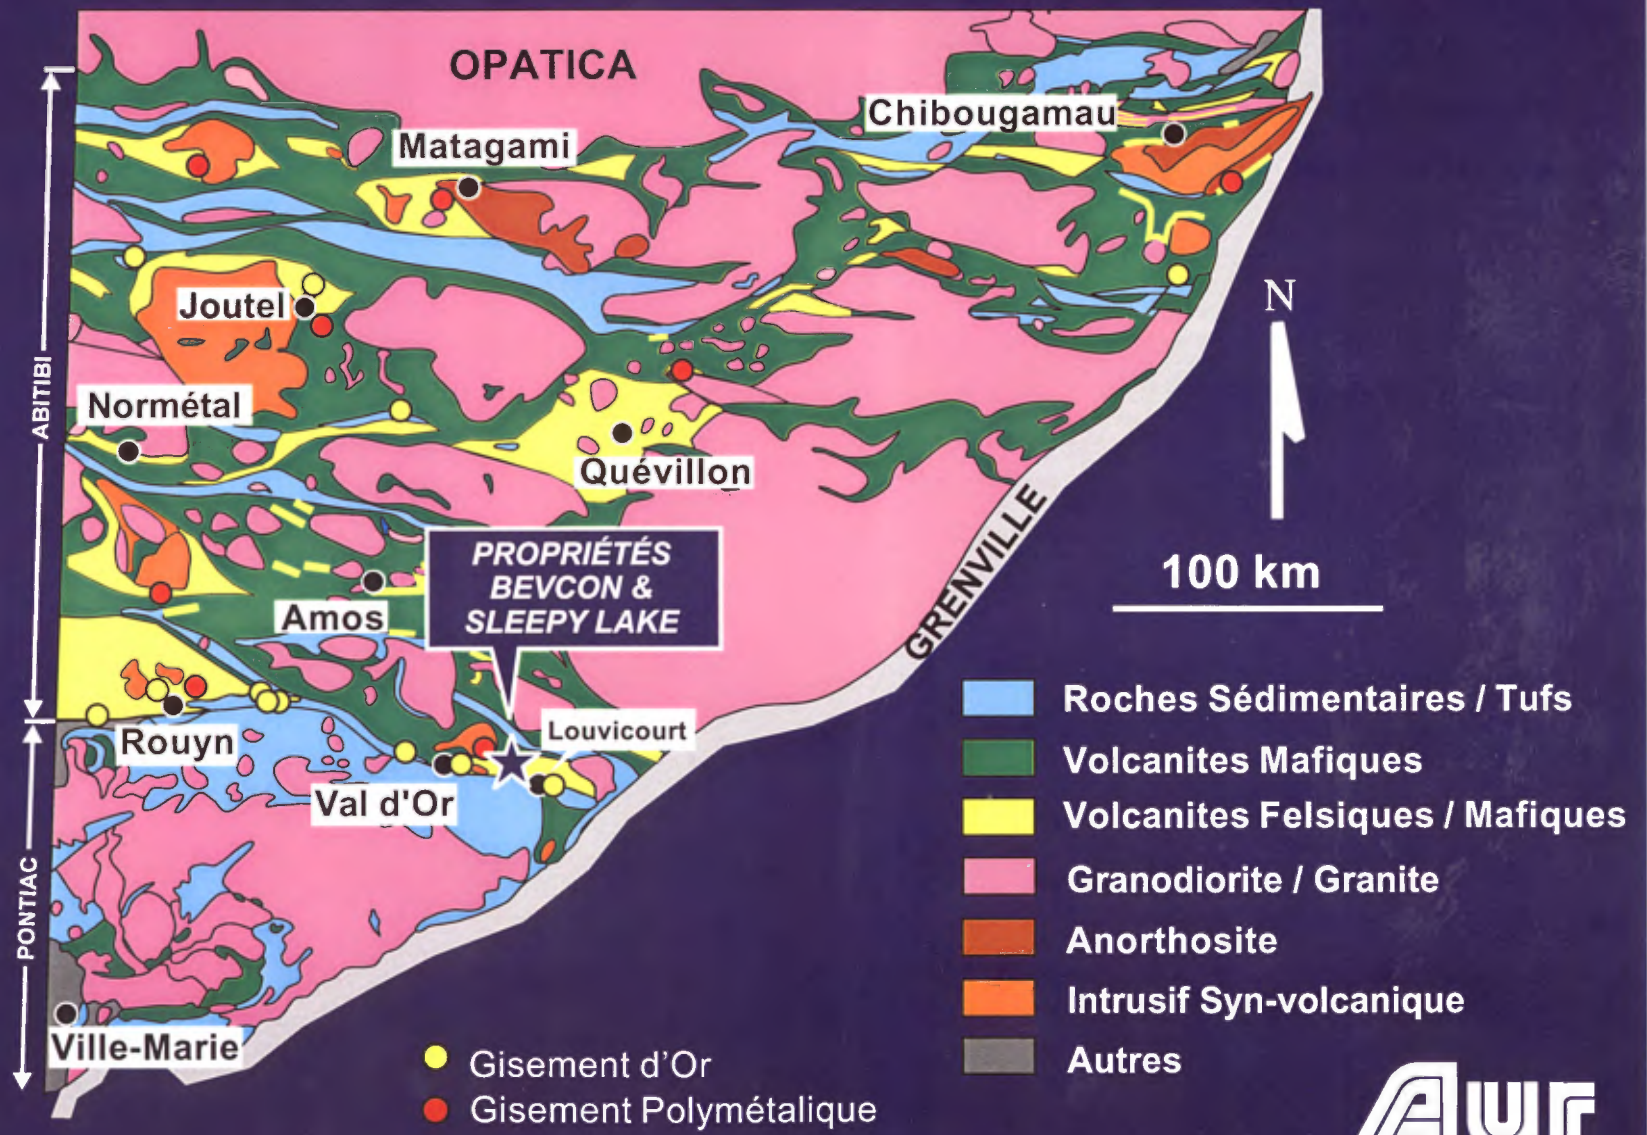 OPATICA
Chibougamau
Matagami
N
Joutel
ABITIBI
Normétal
Quévillon
GRENVILLE
PROPRIÉTÉS
BEVCON &
SLEEPY LAKE
100 km
Amos
Roches Sédimentaires / Tufs
Louvicourt
Rouyn
Volcanites Mafiques
Val d'Or
Volcanites Felsiques / Mafiques
Granodiorite / Granite
PONTIAC
Anorthosite
Intrusif Syn-volcanique
Ville-Marie
Autres
Gisement d'Or
Gisement Polymétalique
Aur